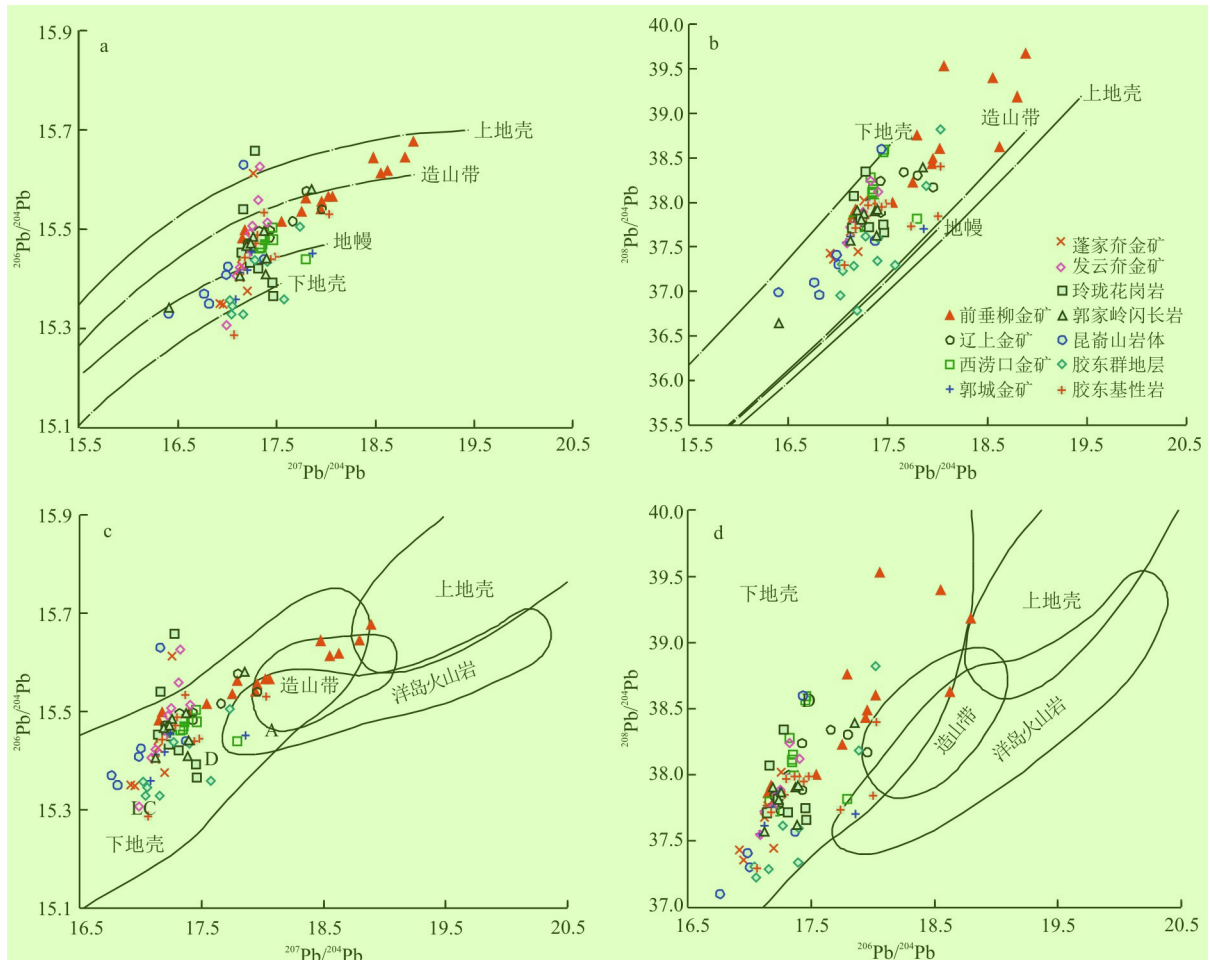 a
15.9
15.7
15.5
15.3
15.1
15.5
16.5
17.5
18.5
19.5
20.5
206Pb/204Pb
207Pb/204Pb
上地壳
造山带
地幔
下地壳
b
40.0
39.5
39.0
38.5
38.0
37.5
37.0
36.5
36.0
35.5
15.5
16.5
17.5
18.5
19.5
20.5
208Pb/204Pb
206Pb/204Pb
下地壳
造山带
上地壳
地幔
蓬家夼金矿
发云夼金矿
玲珑花岗岩
前垂柳金矿
郭家岭闪长岩
辽上金矿
昆嵛山岩体
西涝口金矿
胶东群地层
郭城金矿
胶东基性岩
c
15.9
15.7
15.5
15.3
15.1
16.5
17.5
18.5
19.5
20.5
206Pb/204Pb
207Pb/204Pb
上地壳
造山带
洋岛火山岩
A
D
C
下地壳
d
40.0
39.5
39.0
38.5
38.0
37.5
37.0
16.5
17.5
18.5
19.5
20.5
208Pb/204Pb
206Pb/204Pb
下地壳
上地壳
造山带
洋岛火山岩